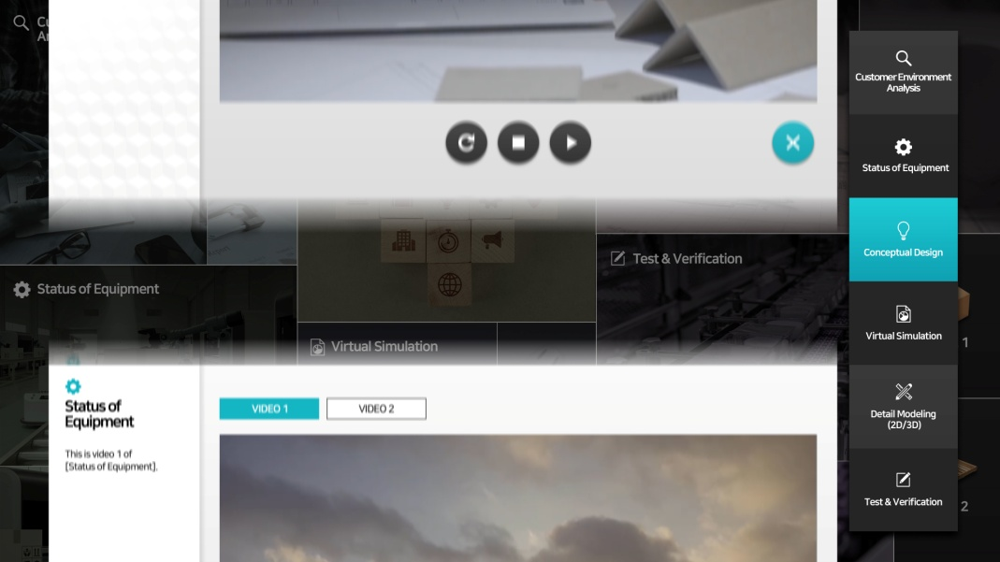 Cu
Ar
Status of Equipment
Virtual Simulation
Test & Verification
Status of
Equipment
This is video 1 of
[Status of Equipment].
VIDEO 1
VIDEO 2
Customer Environment
Analysis
Status of Equipment
Conceptual Design
Virtual Simulation
Detail Modeling
(2D/3D)
Test & Verification
1
2